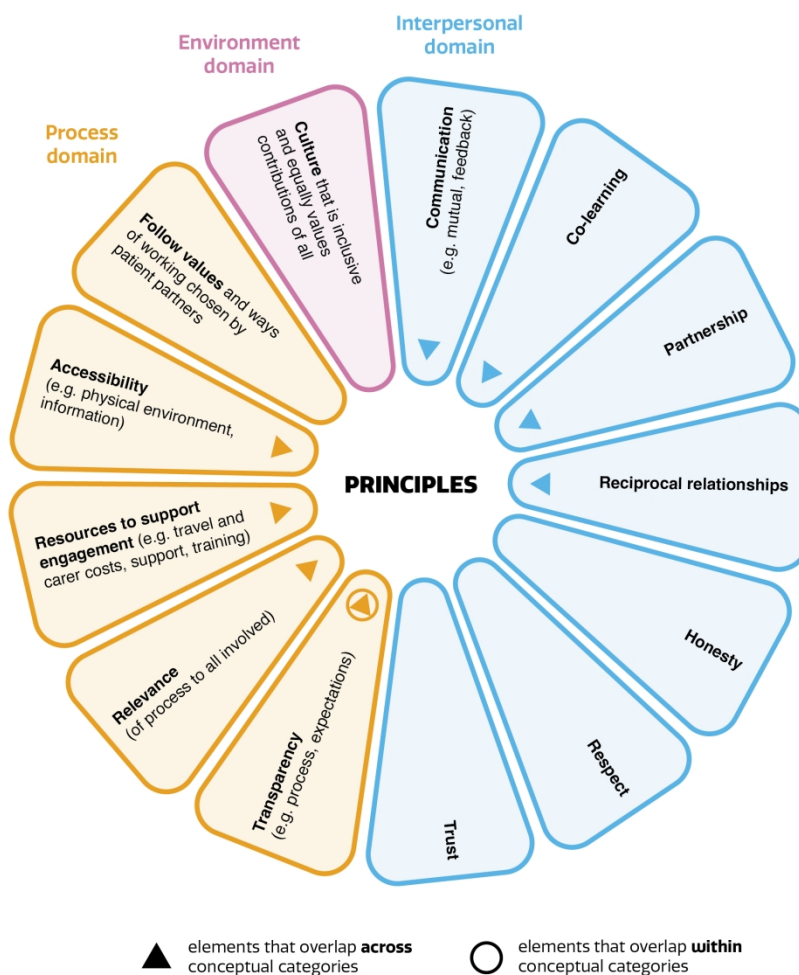 Interpersonal
domain
Environment
domain
Process
domain
Communication
(e.g. mutual, feedback)
Co-learning
Partnership
Reciprocal relationships
Honesty
Respect
Trust
Transparency
(e.g. process, expectations)
Relevance
(of process to all involved)
Resources to support
engagement (e.g. travel and
carer costs, support, training)
Accessibility
(e.g. physical environment,
information)
Follow values and ways
of working chosen by
patient partners
Culture that is inclusive
and equally values
contributions of all
PRINCIPLES
elements that overlap across
conceptual categories
elements that overlap within
conceptual categories